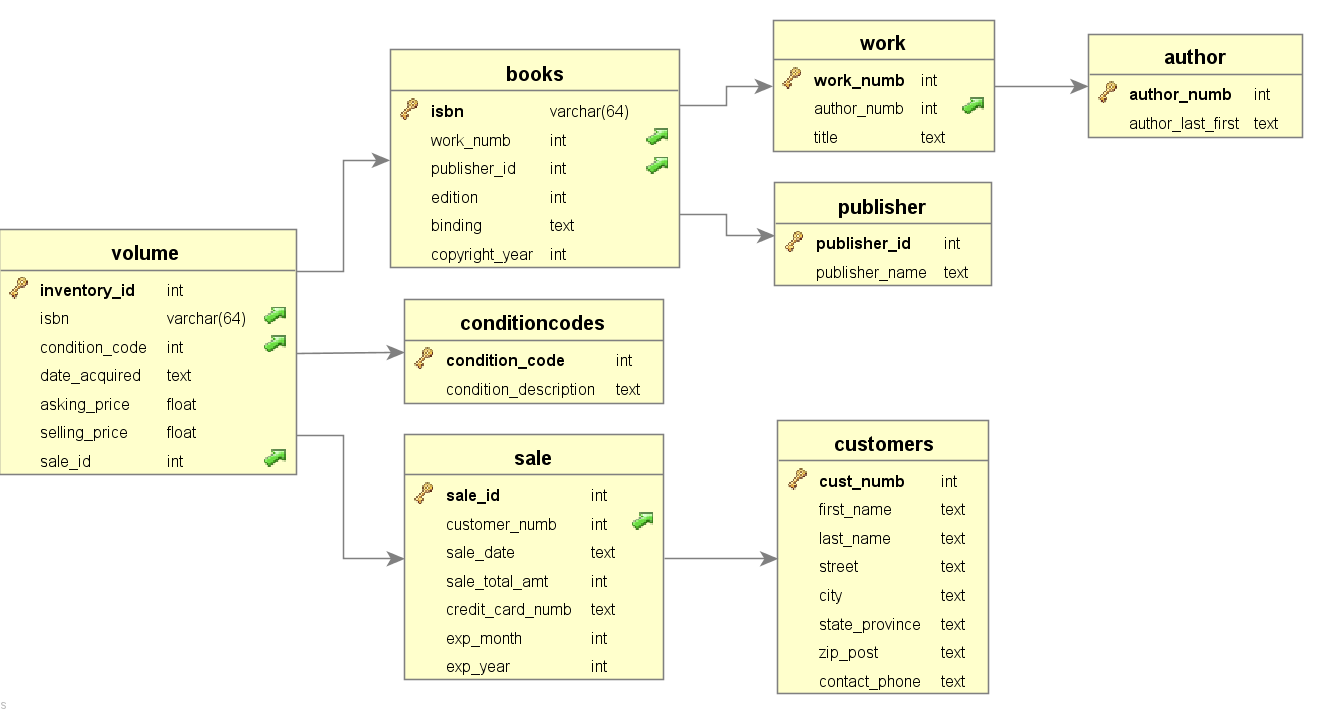 books
isbn varchar(64)
work_numb int
publisher_id int
edition int
binding text
copyright_year int
work
work_numb int
author_numb int
title text
author
author_numb int
author_last_first text
publisher
publisher_id int
publisher_name text
volume
inventory_id int
isbn varchar(64)
condition_code int
date_acquired text
asking_price float
selling_price float
sale_id int
conditioncodes
condition_code int
condition_description text
sale
sale_id int
customer_numb int
sale_date text
sale_total_amt int
credit_card_numb text
exp_month int
exp_year int
customers
cust_numb int
first_name text
last_name text
street text
city text
state_province text
zip_post text
contact_phone text
s